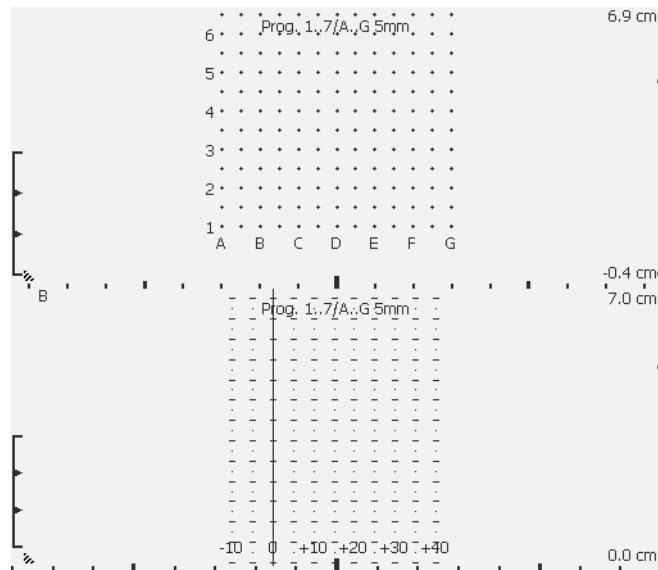 6.9 cm
Prog. 1..7/A..G 5mm
6
5
4
3
2
1
A B C D E F G
-0.4 cm
B
7.0 cm
Prog. 1..7/A..G 5mm
-10 0 +10 +20 +30 +40
0.0 cm